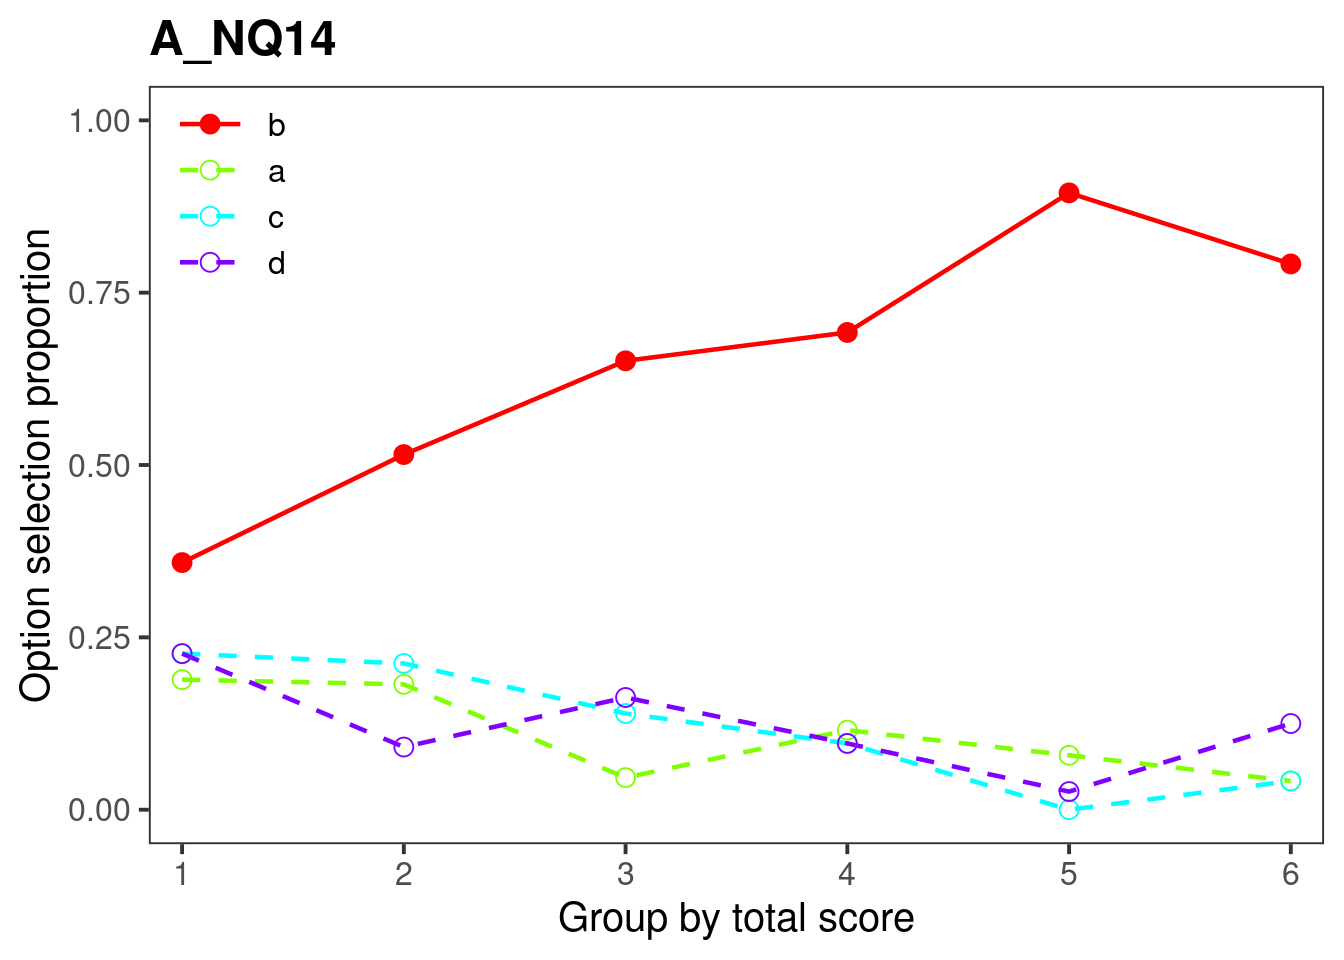 A_NQ14
b
a
c
d
1.00
0.75
0.50
0.25
0.00
Option selection proportion
1 2 3 4 5 6
Group by total score